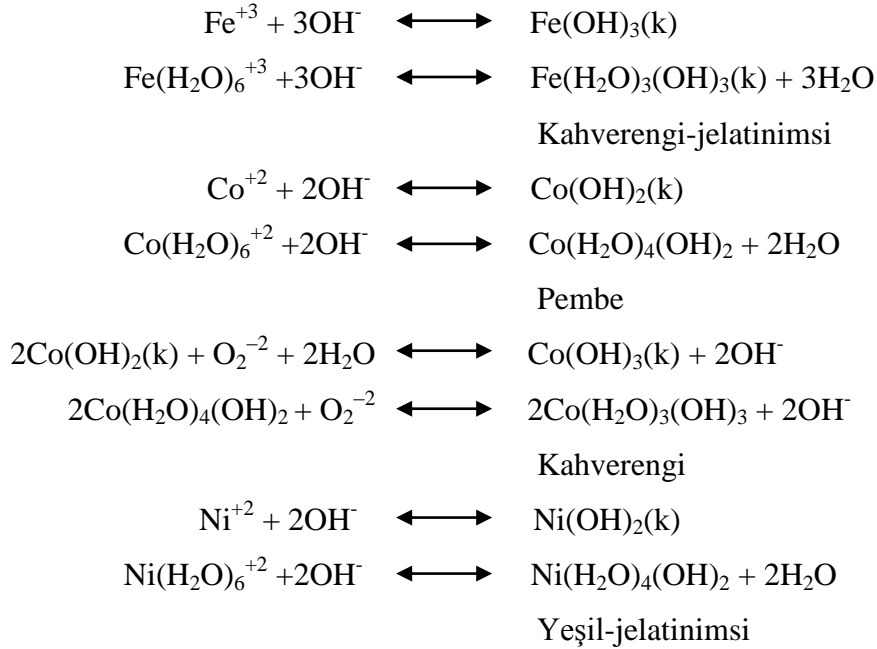 Fe⁺³ + 3OH⁻ ⟷ Fe(OH)₃(k)
Fe(H₂O)₆⁺³ +3OH⁻ ⟷ Fe(H₂O)₃(OH)₃(k) + 3H₂O
Kahverengi-jelatinimsi
Co⁺² + 2OH⁻ ⟷ Co(OH)₂(k)
Co(H₂O)₆⁺² +2OH⁻ ⟷ Co(H₂O)₄(OH)₂ + 2H₂O
Pembe
2Co(OH)₂(k) + O₂⁻² + 2H₂O ⟷ Co(OH)₃(k) + 2OH⁻
2Co(H₂O)₄(OH)₂ + O₂⁻² ⟷ 2Co(H₂O)₃(OH)₃ + 2OH⁻
Kahverengi
Ni⁺² + 2OH⁻ ⟷ Ni(OH)₂(k)
Ni(H₂O)₆⁺² +2OH⁻ ⟷ Ni(H₂O)₄(OH)₂ + 2H₂O
Yeşil-jelatinimsi